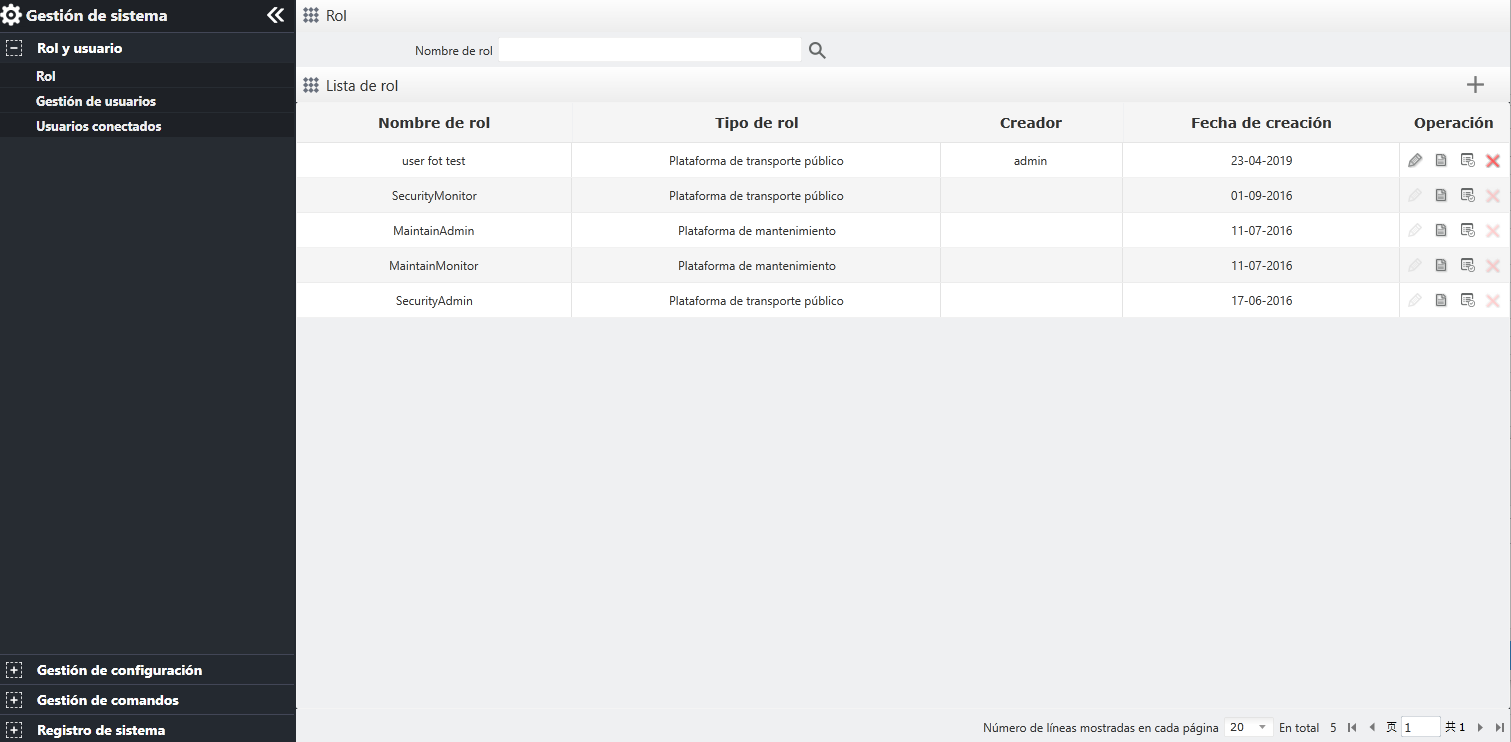 Gestión de sistema
Rol y usuario
Rol
Gestión de usuarios
Usuarios conectados
Gestión de configuración
Gestión de comandos
Registro de sistema
Rol
Nombre de rol
Lista de rol
Nombre de rol Tipo de rol Creador Fecha de creación Operación
user fot test Plataforma de transporte público admin 23-04-2019
SecurityMonitor Plataforma de transporte público 01-09-2016
MaintainAdmin Plataforma de mantenimiento 11-07-2016
MaintainMonitor Plataforma de mantenimiento 11-07-2016
SecurityAdmin Plataforma de transporte público 17-06-2016
Número de líneas mostradas en cada página 20 En total 5 页 1 共 1